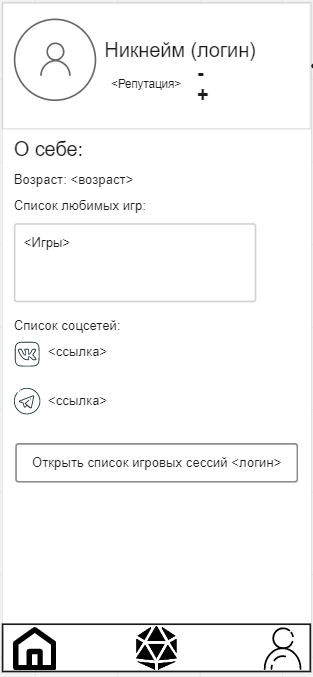 Никнейм (логин)
<Репутация>
-
+
О себе:
Возраст: <возраст>
Список любимых игр:
<Игры>
Список соцсетей:
<ссылка>
<ссылка>
Открыть список игровых сессий <логин>